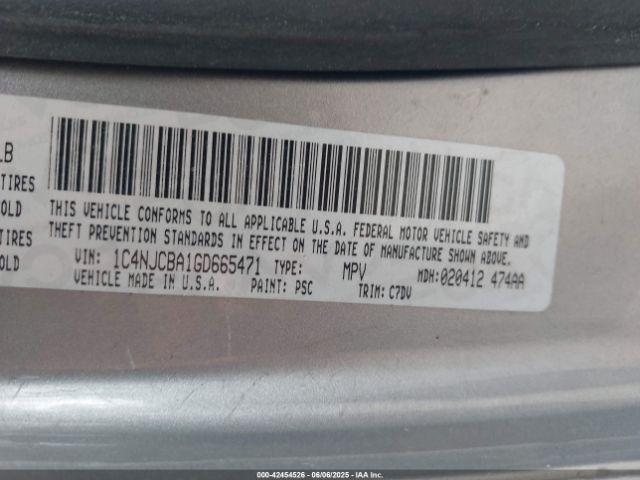 LB
TIRES
OLD
TIRES
OLD
THIS VEHICLE CONFORMS TO ALL APPLICABLE U.S.A. FEDERAL MOTOR VEHICLE SAFETY AND
THEFT PREVENTION STANDARDS IN EFFECT ON THE DATE OF MANUFACTURE SHOWN ABOVE.
VIN: 1C4NJCBA1GD665471 TYPE: MPV MDH:020412 474AA
VEHICLE MADE IN U.S.A. PAINT: PSC TRIM: C7DV
000-42454526 - 06/06/2025 - IAA Inc.